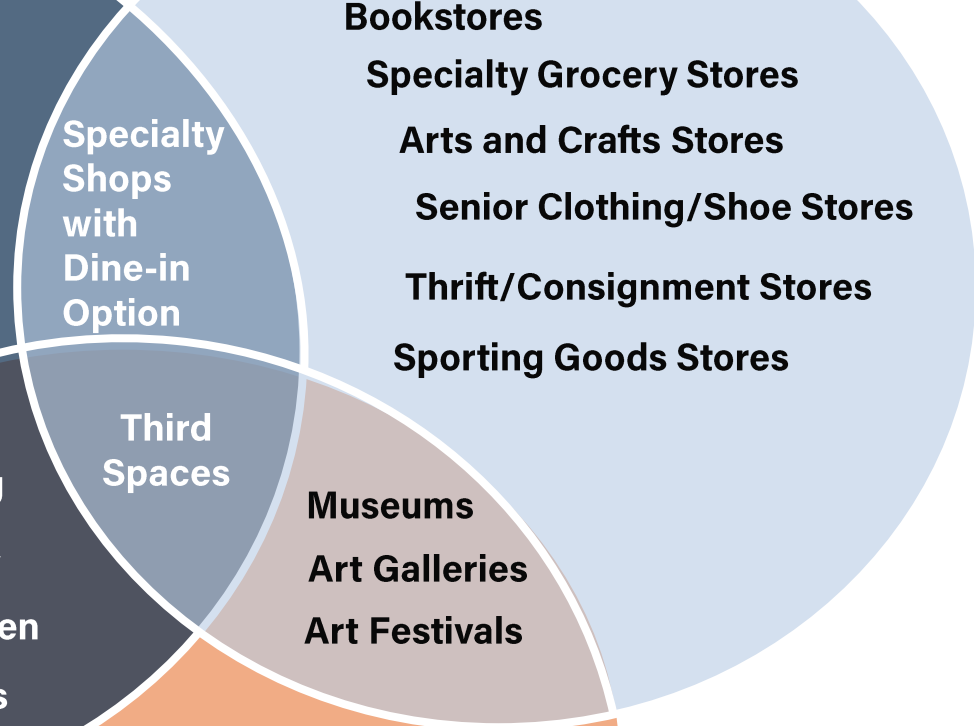 Bookstores
Specialty Grocery Stores
Arts and Crafts Stores
Senior Clothing/Shoe Stores
Thrift/Consignment Stores
Sporting Goods Stores
Specialty
Shops
with
Dine-in
Option
Third
Spaces
Museums
Art Galleries
Art Festivals
en
s